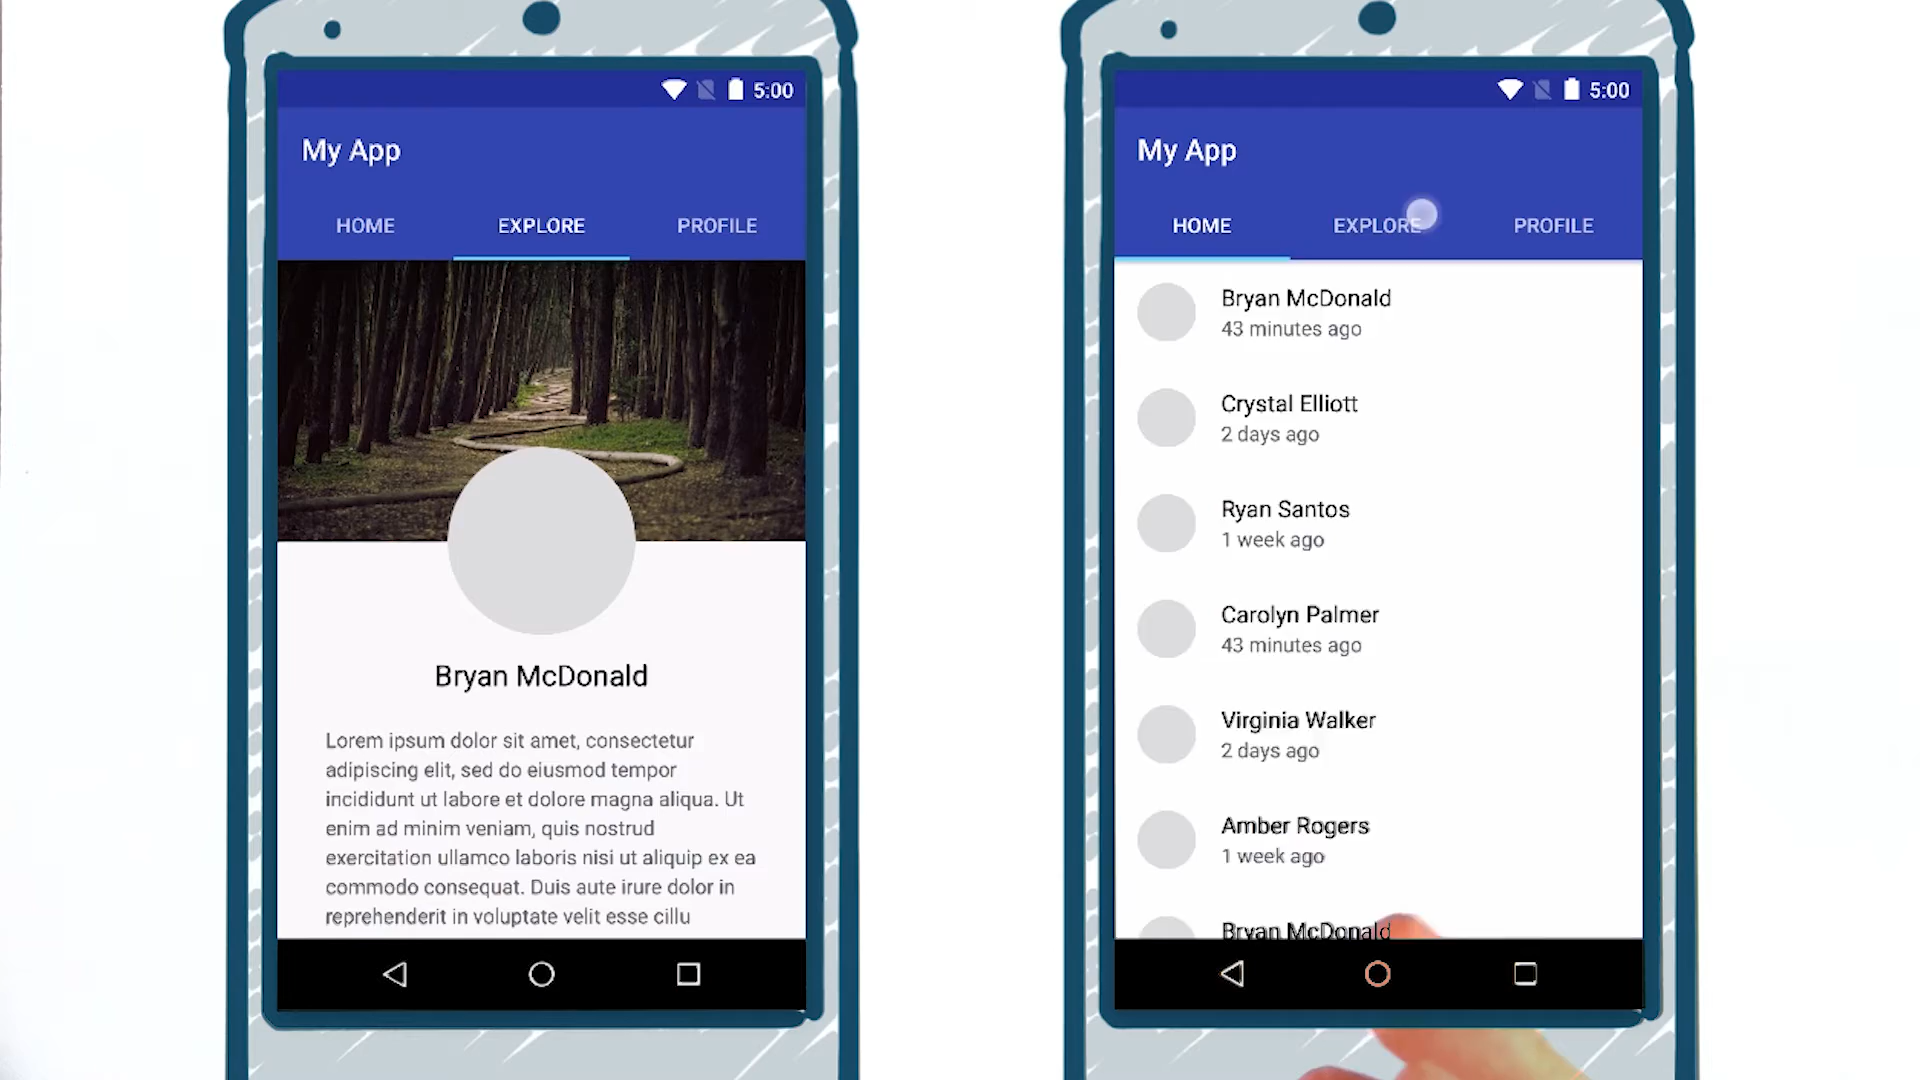 5:00
My App
HOME
EXPLORE
PROFILE
Bryan McDonald
Lorem ipsum dolor sit amet, consectetur
adipiscing elit, sed do eiusmod tempor
incididunt ut labore et dolore magna aliqua. Ut
enim ad minim veniam, quis nostrud
exercitation ullamco laboris nisi ut aliquip ex ea
commodo consequat. Duis aute irure dolor in
reprehenderit in voluptate velit esse cillu
5:00
My App
HOME
EXPLORE
PROFILE
Bryan McDonald
43 minutes ago
Crystal Elliott
2 days ago
Ryan Santos
1 week ago
Carolyn Palmer
43 minutes ago
Virginia Walker
2 days ago
Amber Rogers
1 week ago
Bryan McDonald